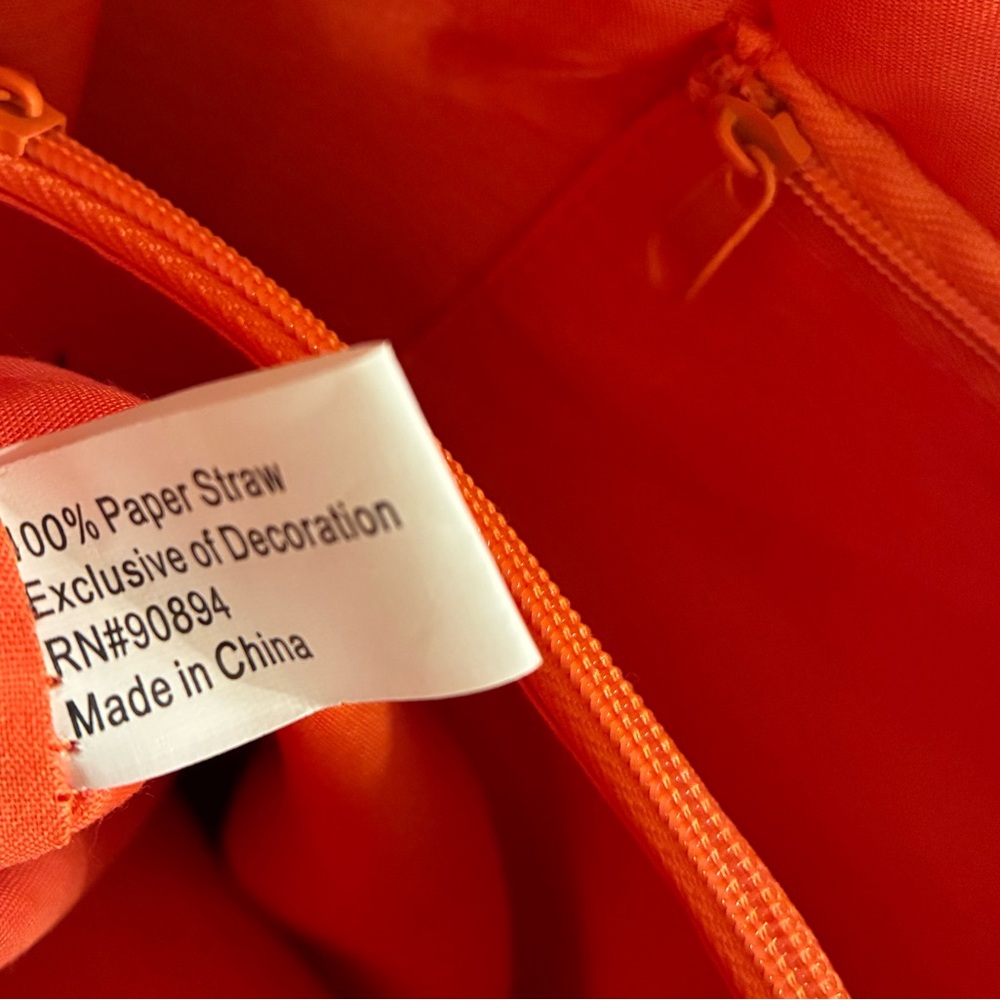 100% Paper Straw
Exclusive of Decoration
RN#90894
Made in China